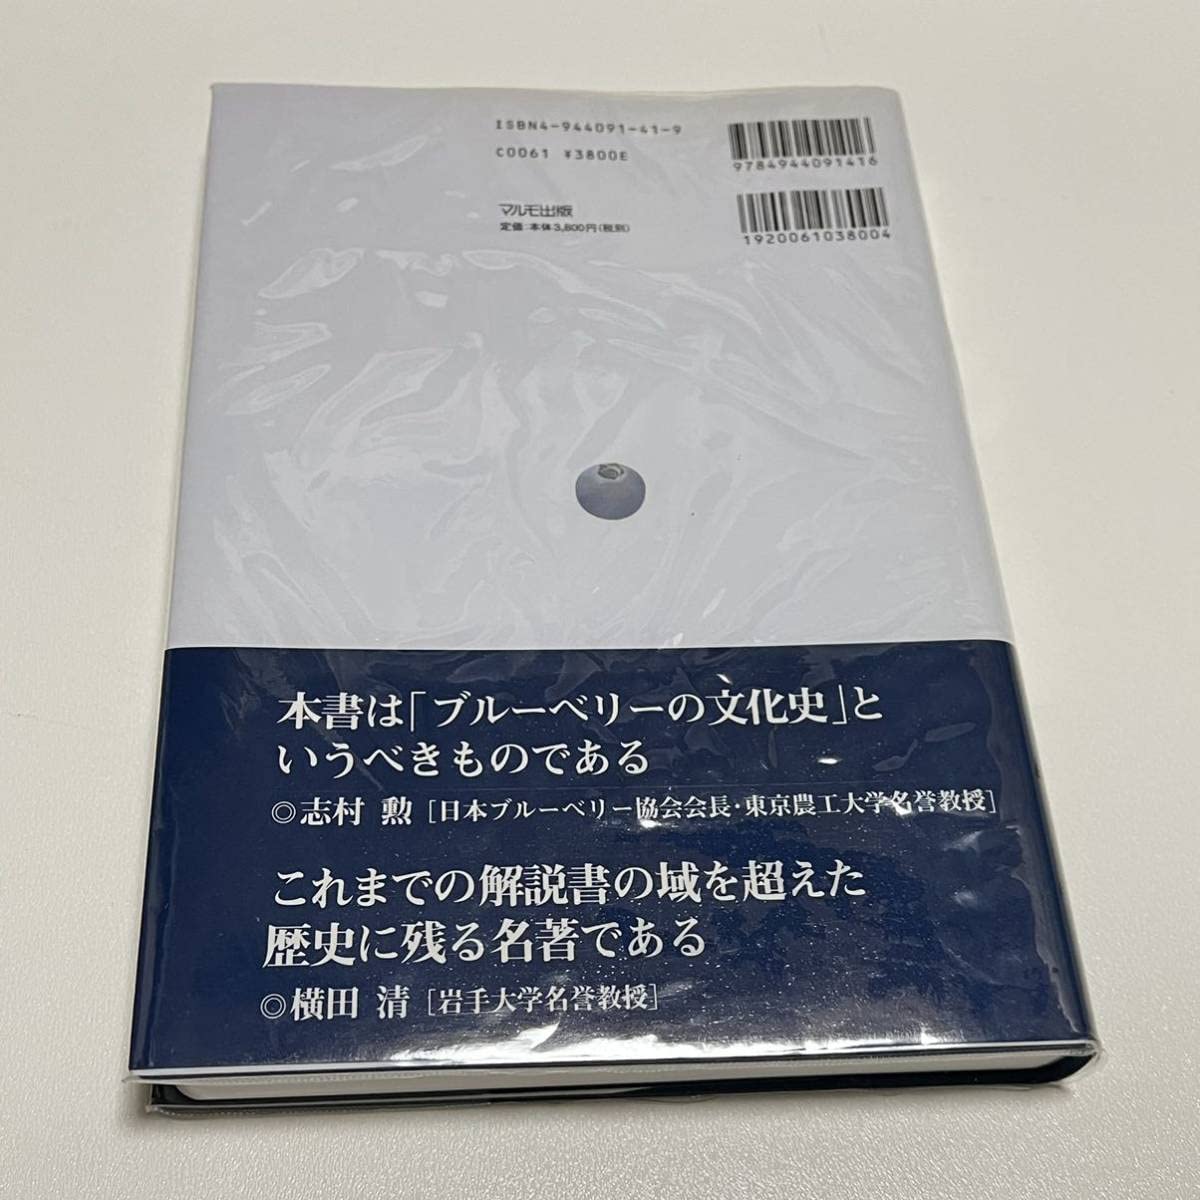 ISBN4-944091-41-9
C0061 ¥3800E
マルモ出版
定価:本体3,800円(税別)
9784944091416
1920061038004
本書は「ブルーベリーの文化史」と
いうべきものである
◎志村 勲 [日本ブルーベリー協会会長・東京農工大学名誉教授]
これまでの解説書の域を超えた
歴史に残る名著である
◎横田 清 [岩手大学名誉教授]